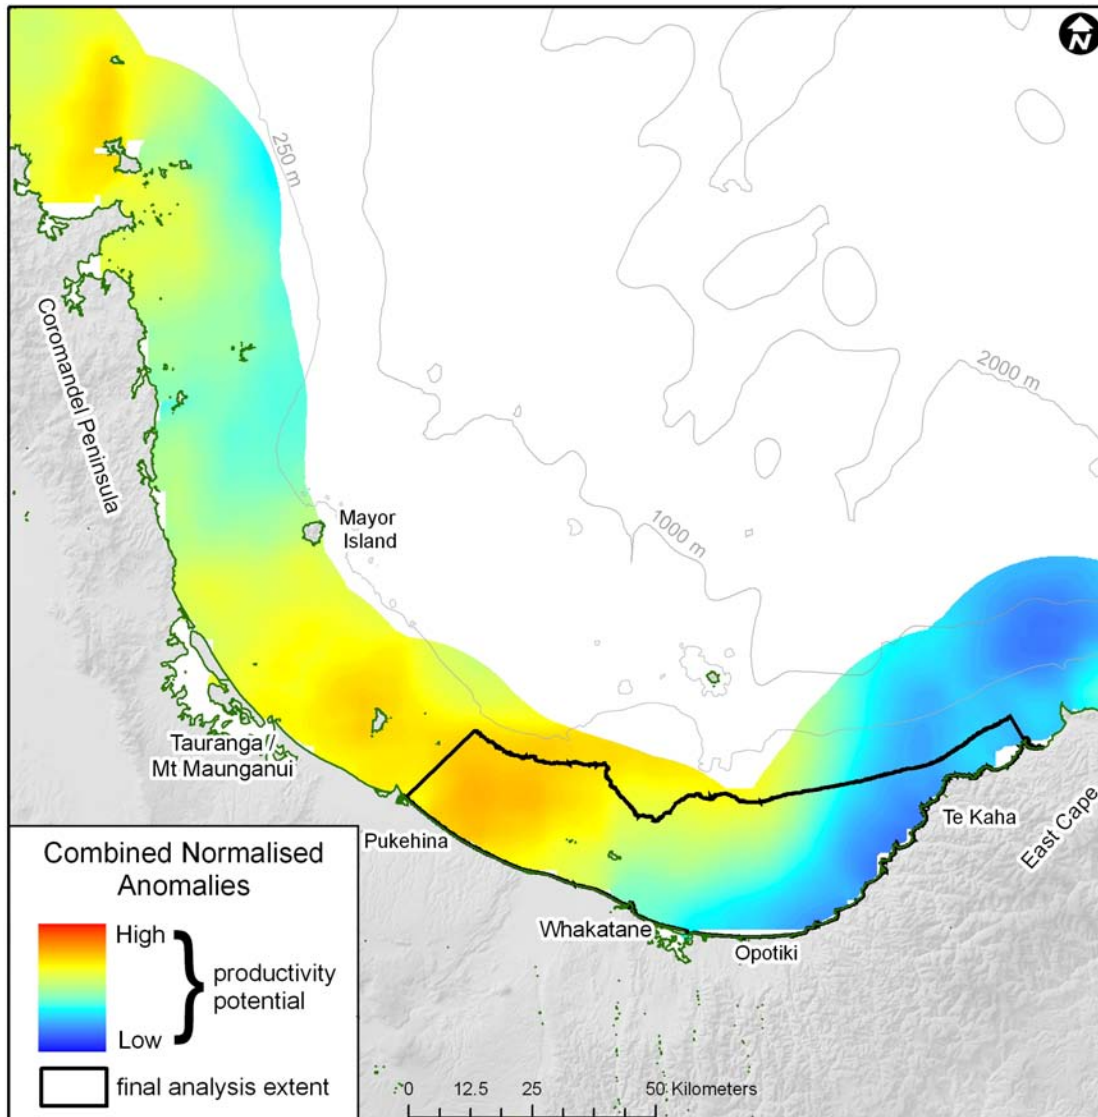 N
250 m
Coromandel Peninsula
2000 m
Mayor
Island
1000 m
Tauranga /
Mt Maunganui
Pukehina
Te Kaha
East Cape
Whakatane
Opotiki
Combined Normalised
Anomalies
High
productivity
potential
Low
final analysis extent
0 12.5 25 50 Kilometers